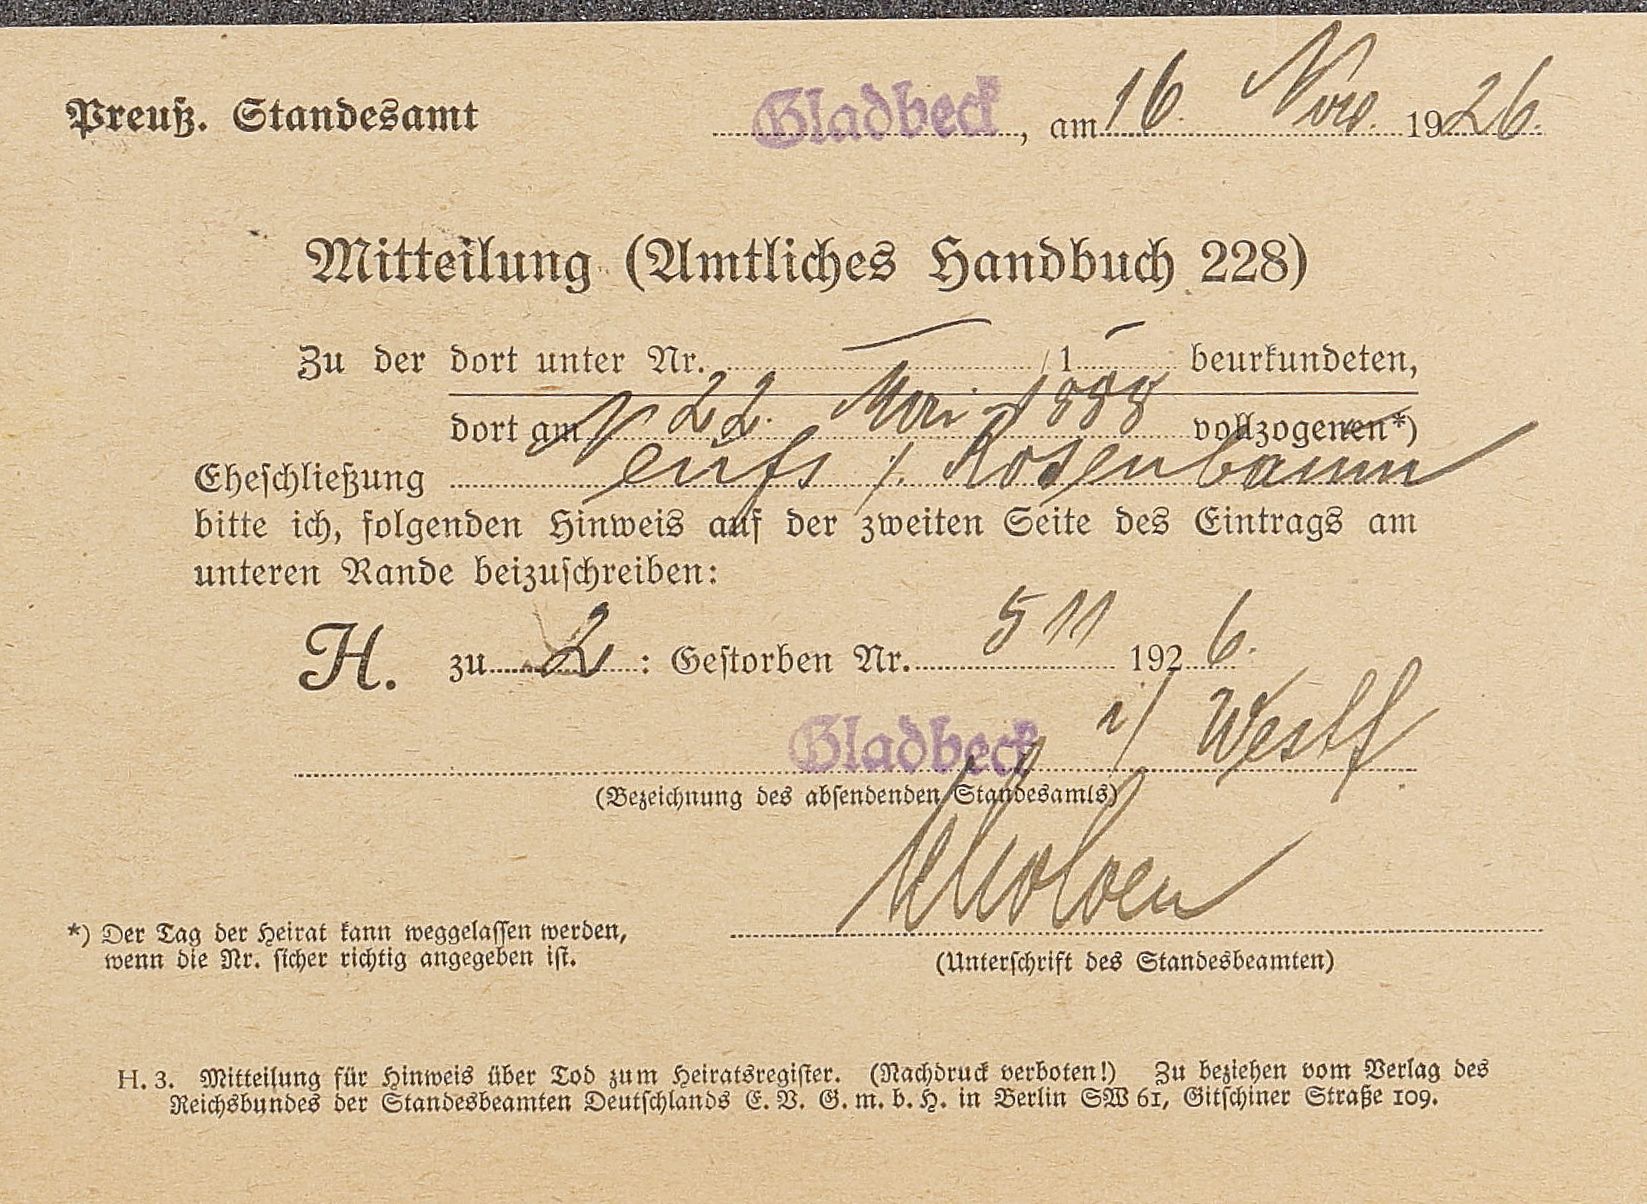 Preuß. Standesamt Gladbeck, am 16. Nov. 1926.
Mitteilung (Amtliches Handbuch 228)
Zu der dort unter Nr. — /1 — beurkundeten,
dort am 22. Mai 1888 vollzogenen*)
Eheschließung Neufs ./. Rosenbaum
bitte ich, folgenden Hinweis auf der zweiten Seite des Eintrags am
unteren Rande beizuschreiben:
H. zu 2 : Gestorben Nr. 511 1926.
Gladbeck i/ Westf.
(Bezeichnung des absendenden Standesamts)
*) Der Tag der Heirat kann weggelassen werden,
wenn die Nr. sicher richtig angegeben ist.
(Unterschrift des Standesbeamten)
H. 3. Mitteilung für Hinweis über Tod zum Heiratsregister. (Nachdruck verboten!) Zu beziehen vom Verlag des
Reichsbundes der Standesbeamten Deutschlands E. V. G. m. b. H. in Berlin SW 61, Gitschiner Straße 109.